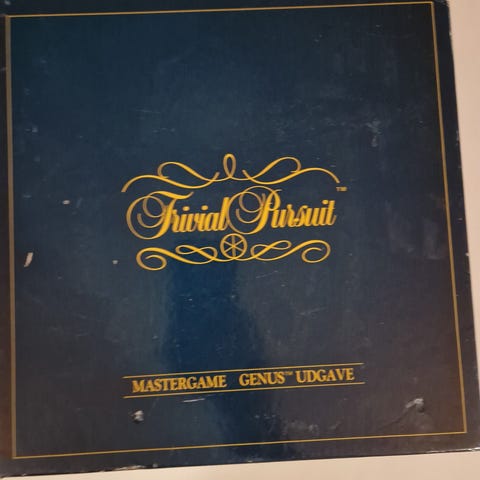 Trivial Pursuit™
MASTERGAME GENUS™ UDGAVE